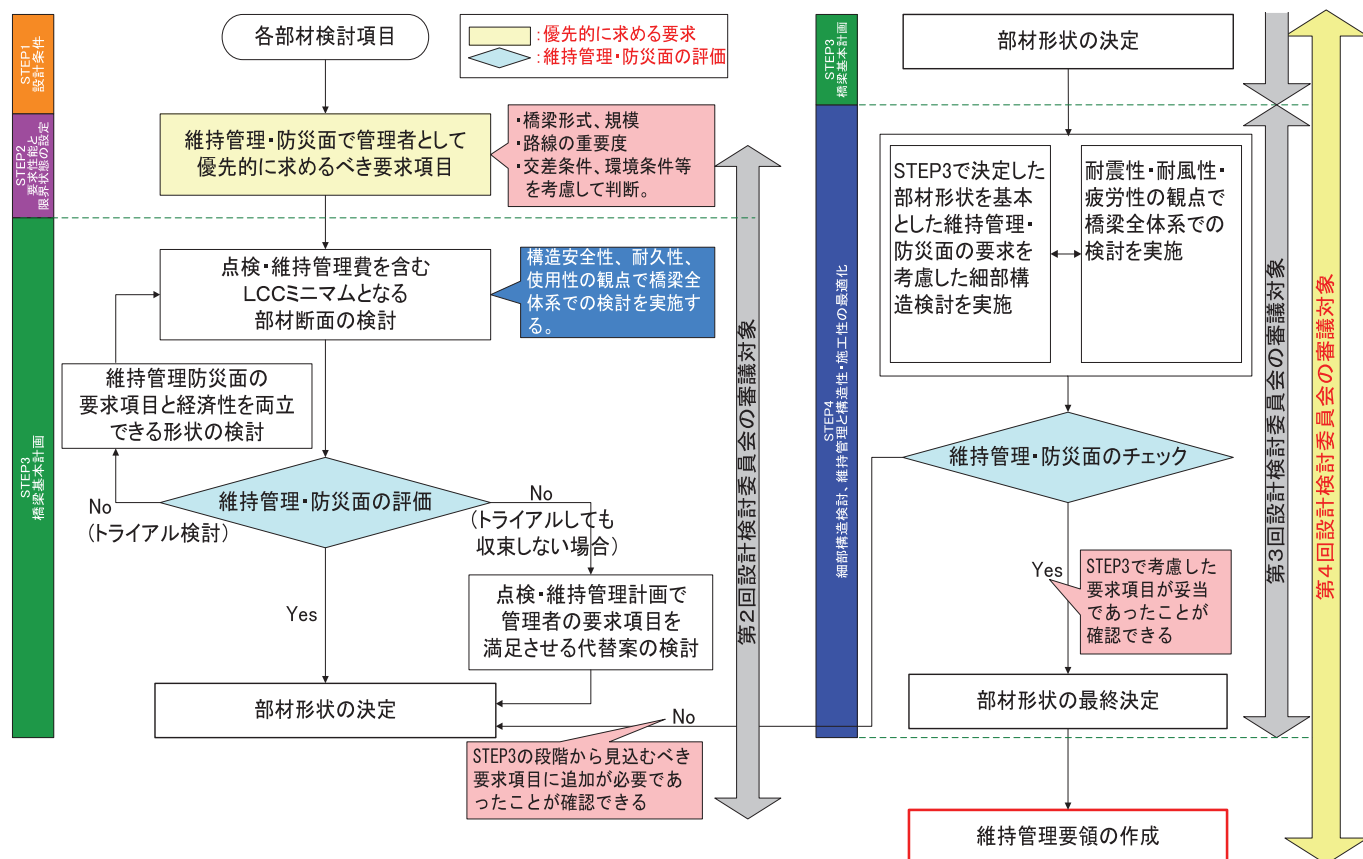 STEP1
設計条件
各部材検討項目
:優先的に求める要求
:維持管理・防災面の評価
STEP2
要求性能と
限界状態の設定
維持管理・防災面で管理者として
優先的に求めるべき要求項目
・橋梁形式、規模
・路線の重要度
・交差条件、環境条件等
を考慮して判断。
STEP3
橋梁基本計画
点検・維持管理費を含む
LCCミニマムとなる
部材断面の検討
構造安全性、耐久性、
使用性の観点で橋梁全
体系での検討を実施す
る。
維持管理防災面の
要求項目と経済性を両立
できる形状の検討
維持管理・防災面の評価
No
(トライアル検討)
No
(トライアルしても
収束しない場合)
Yes
点検・維持管理計画で
管理者の要求項目を
満足させる代替案の検討
部材形状の決定
No
STEP3の段階から見込むべき
要求項目に追加が必要であ
ったことが確認できる
第2回設計検討委員会の審議対象
STEP3
橋梁基本計画
部材形状の決定
STEP4
細部構造検討、維持管理と構造性・施工性の最適化
STEP3で決定した
部材形状を基本
とした維持管理・
防災面の要求を
考慮した細部構
造検討を実施
耐震性・耐風性・
疲労性の観点で
橋梁全体系での
検討を実施
維持管理・防災面のチェック
Yes
STEP3で考慮した
要求項目が妥当
であったことが
確認できる
部材形状の最終決定
維持管理要領の作成
第3回設計検討委員会の審議対象
第4回設計検討委員会の審議対象